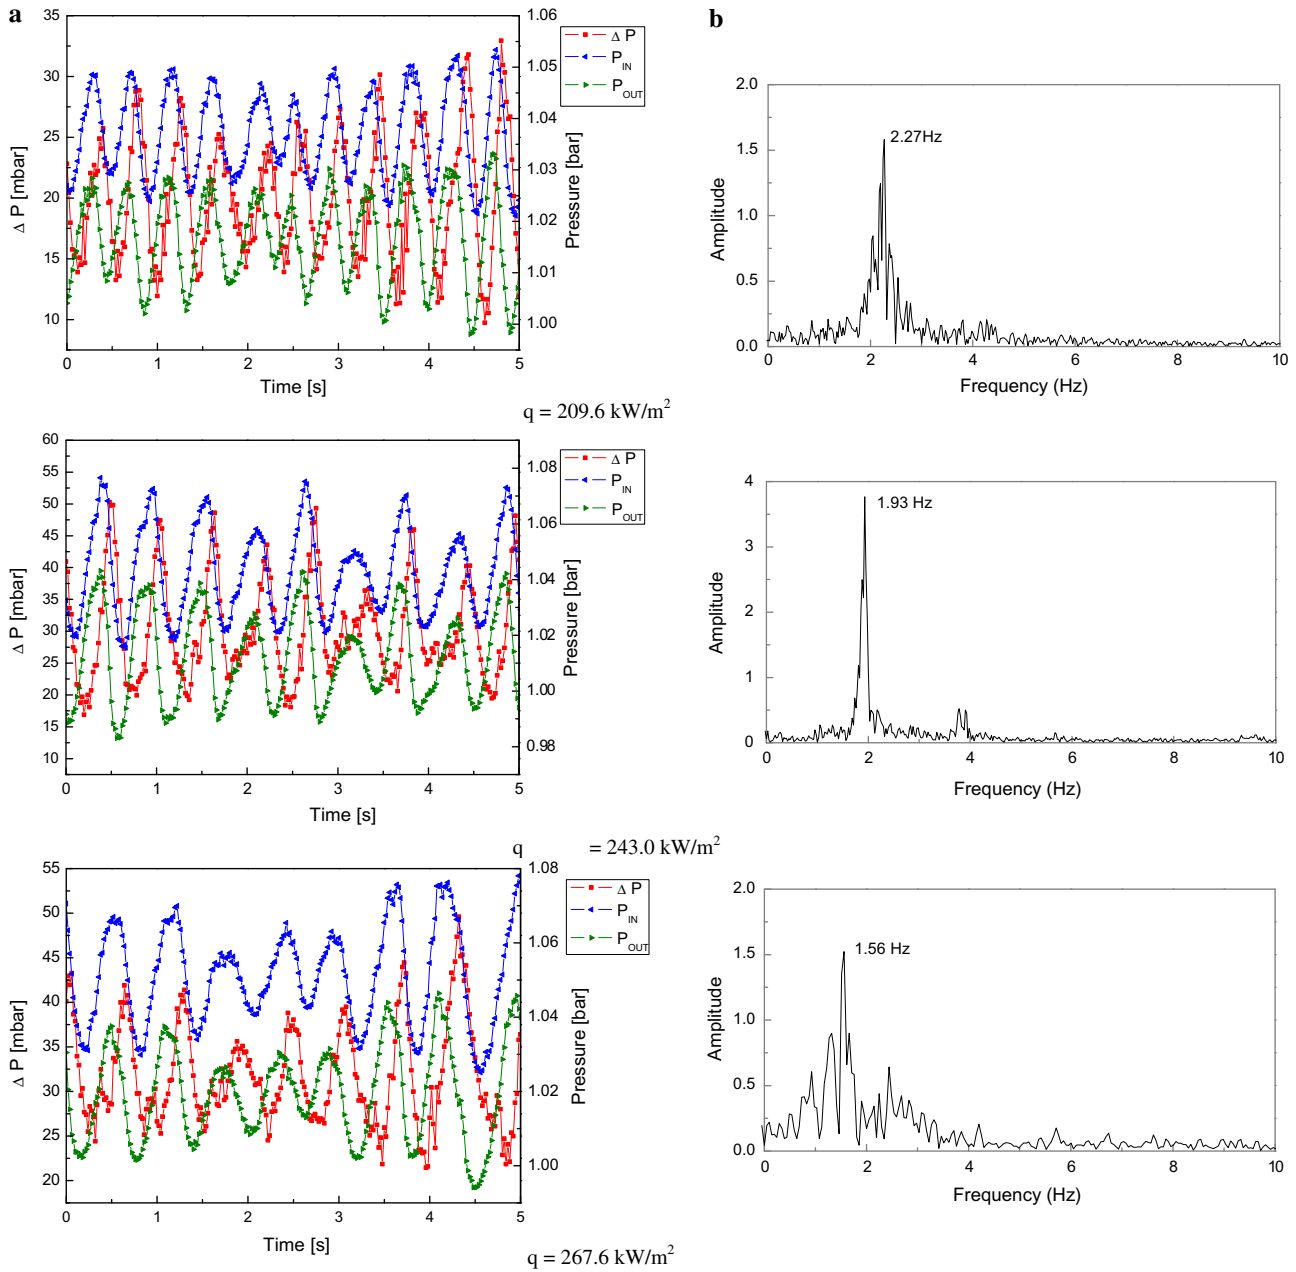 a
35
30
25
20
15
10
Δ P [mbar]
1.06
1.05
1.04
1.03
1.02
1.01
1.00
Pressure [bar]
Δ P
P_IN
P_OUT
0 1 2 3 4 5
Time [s]
q = 209.6 kW/m²
b
2.0
1.5
1.0
0.5
0.0
Amplitude
2.27Hz
0 2 4 6 8 10
Frequency (Hz)
60
55
50
45
40
35
30
25
20
15
10
Δ P [mbar]
1.08
1.06
1.04
1.02
1.00
0.98
Pressure [bar]
Δ P
P_IN
P_OUT
0 1 2 3 4 5
Time [s]
q = 243.0 kW/m²
4
3
2
1
0
Amplitude
1.93 Hz
0 2 4 6 8 10
Frequency (Hz)
55
50
45
40
35
30
25
20
Δ P [mbar]
1.08
1.06
1.04
1.02
1.00
Pressure [bar]
Δ P
P_IN
P_OUT
0 1 2 3 4 5
Time [s]
q = 267.6 kW/m²
2.0
1.5
1.0
0.5
0.0
Amplitude
1.56 Hz
0 2 4 6 8 10
Frequency (Hz)